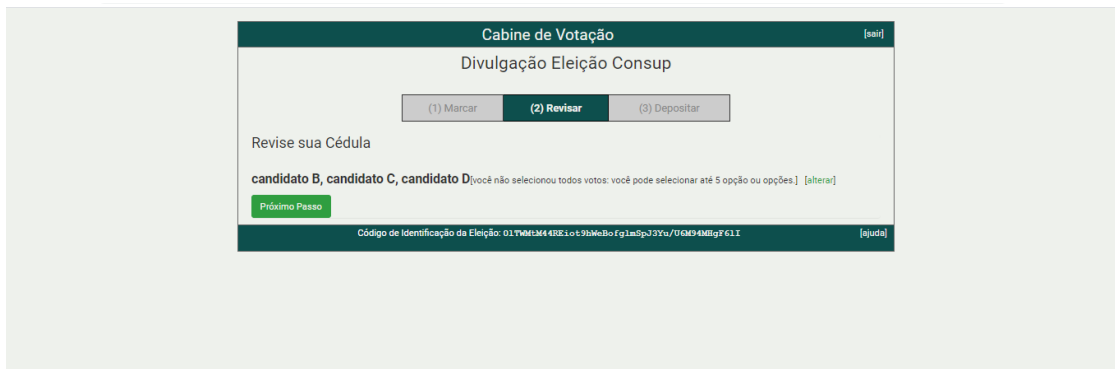 Cabine de Votação [sair]
Divulgação Eleição Consup
(1) Marcar (2) Revisar (3) Depositar
Revise sua Cédula
candidato B, candidato C, candidato D[você não selecionou todos votos: você pode selecionar até 5 opção ou opções.] [alterar]
Próximo Passo
Código de Identificação da Eleição: O1TWMtM44REiot9hWeBofglmSpJ3Yu/U6M94MHgF61I [ajuda]